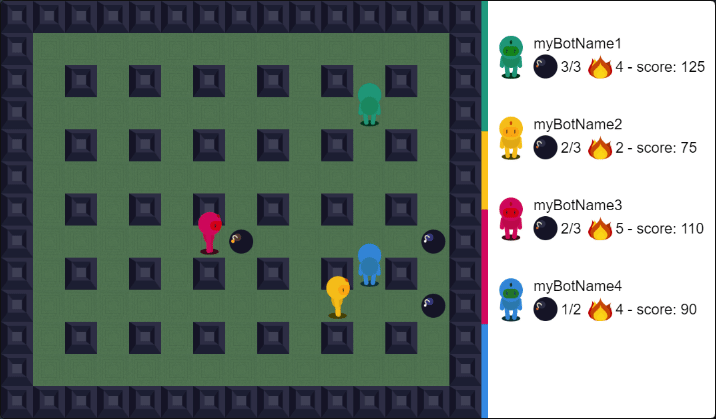 myBotName1
3/3 4 - score: 125
myBotName2
2/3 2 - score: 75
myBotName3
2/3 5 - score: 110
myBotName4
1/2 4 - score: 90